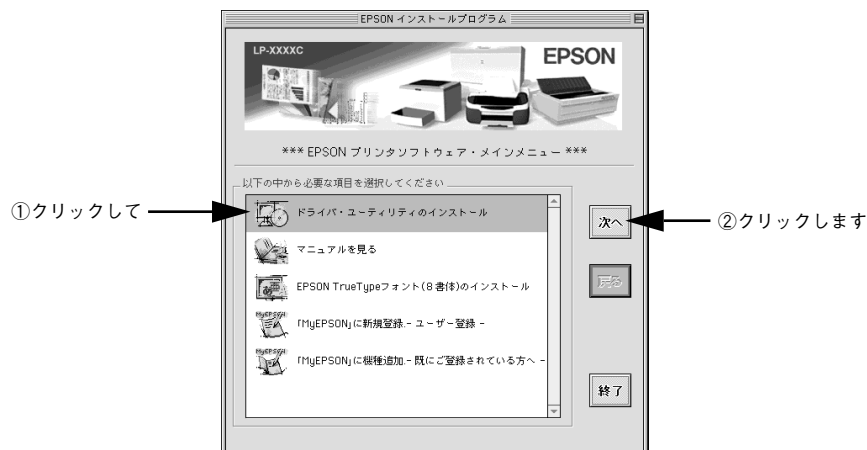 EPSON インストールプログラム
LP-XXXXC
EPSON
*** EPSON プリンタソフトウェア・メインメニュー ***
以下の中から必要な項目を選択してください
①クリックして
ドライバ・ユーティリティのインストール
次へ
②クリックします
マニュアルを見る
戻る
EPSON TrueTypeフォント(8書体)のインストール
MyEPSON
「MyEPSON」に新規登録.- ユーザー登録 -
MyEPSON
「MyEPSON」に機種追加.- 既にご登録されている方へ -
終了